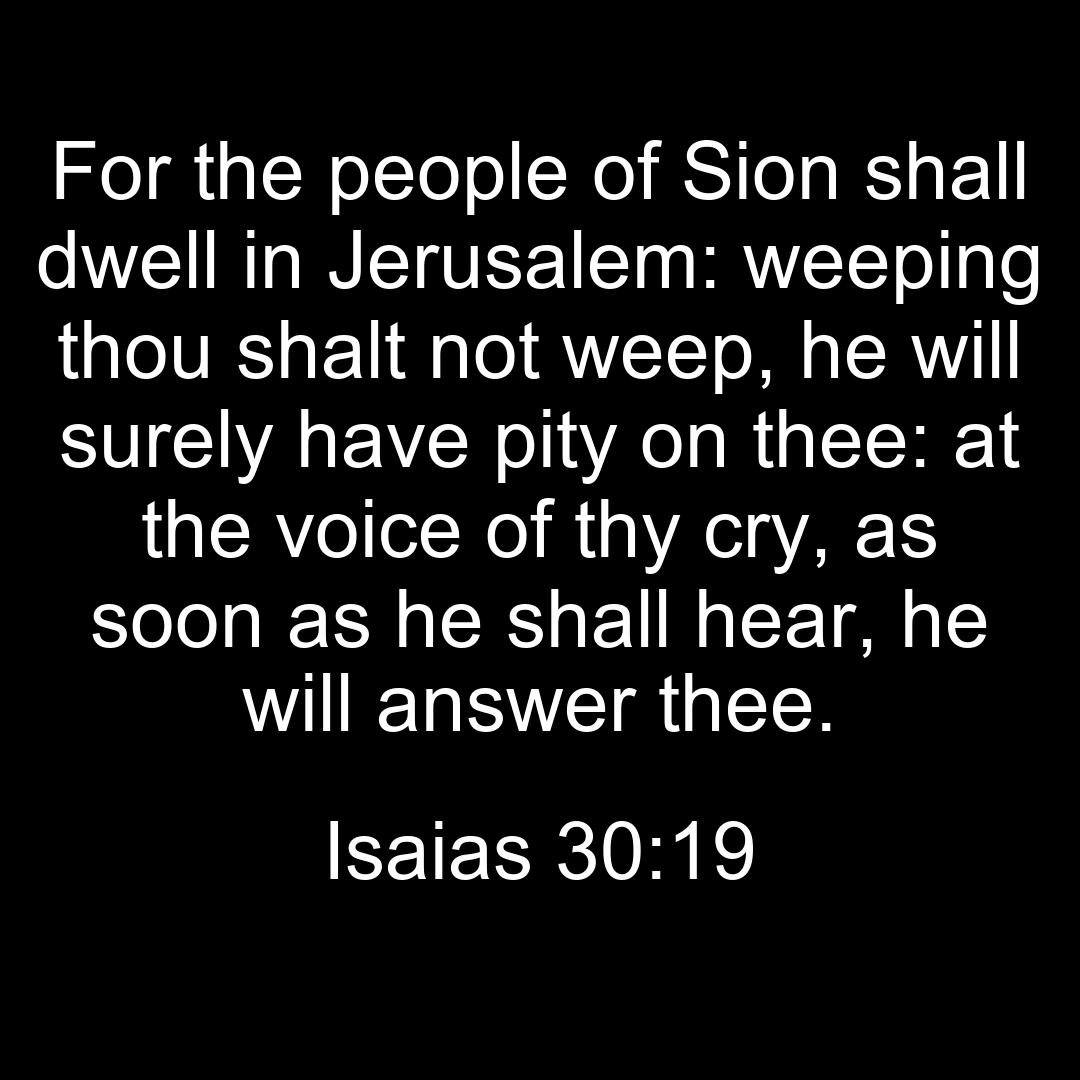 For the people of Sion shall
dwell in Jerusalem: weeping
thou shalt not weep, he will
surely have pity on thee: at
the voice of thy cry, as
soon as he shall hear, he
will answer thee.
Isaias 30:19